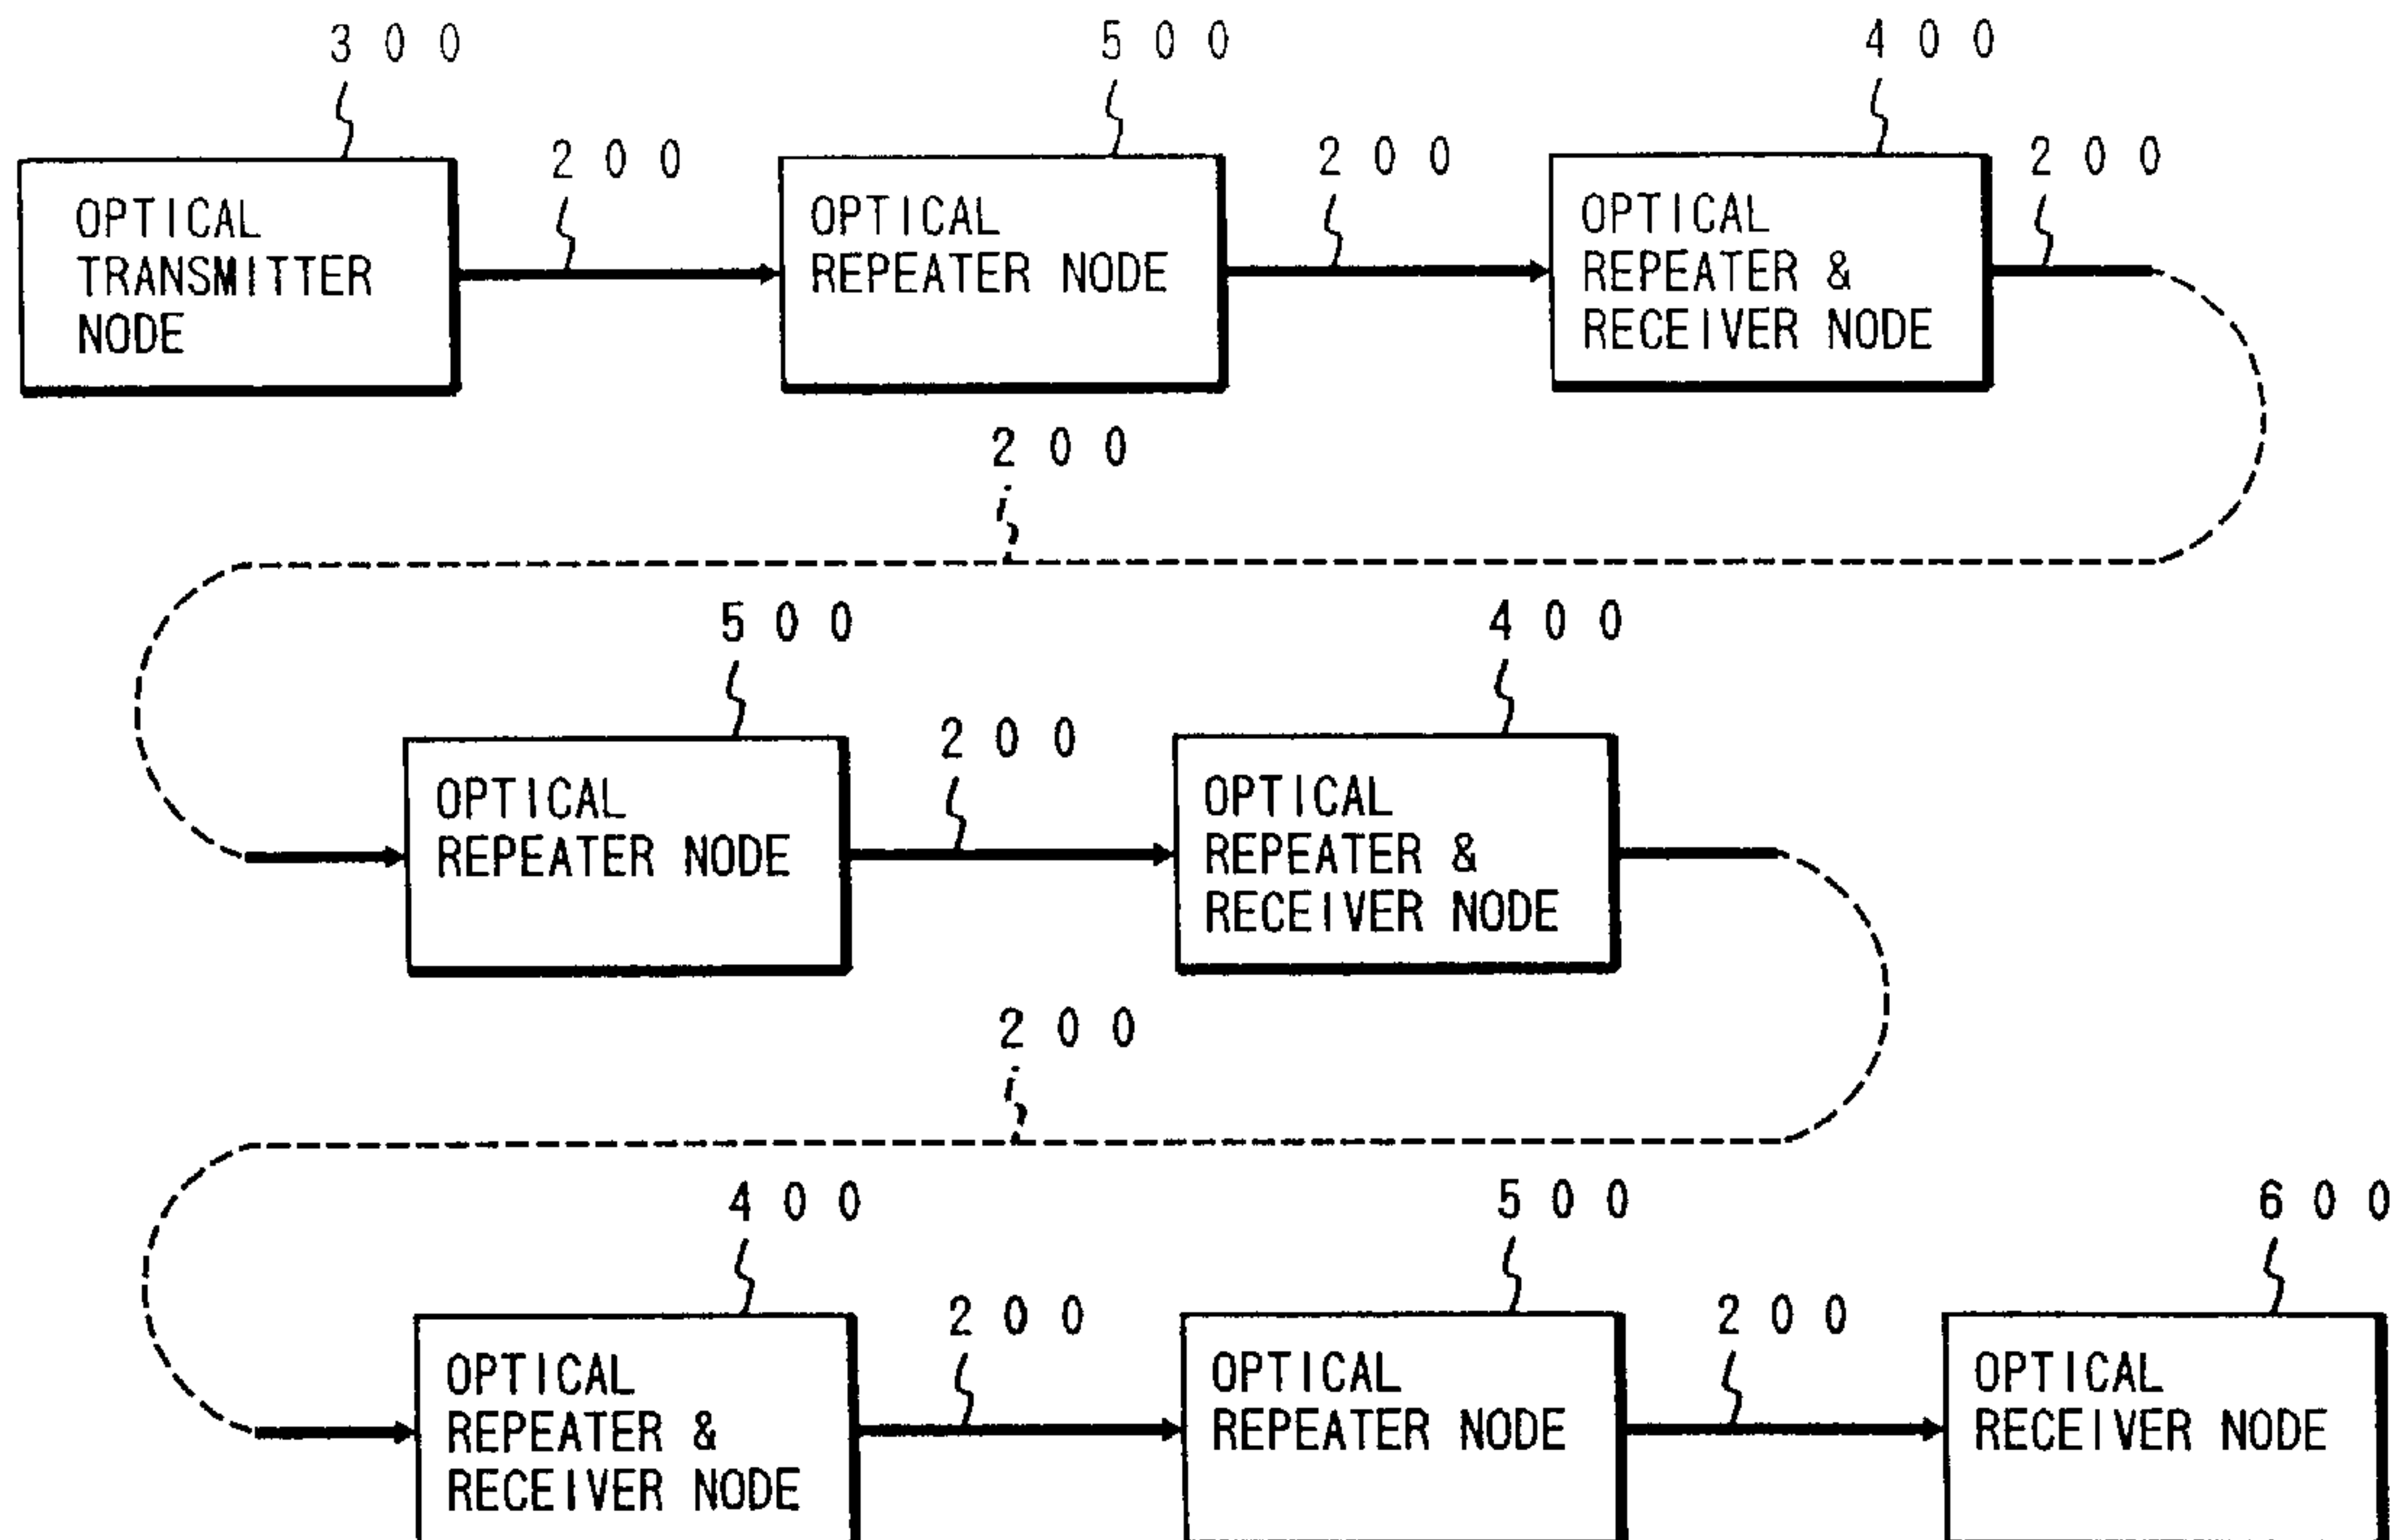 300
500
400
200
200
200
OPTICAL
TRANSMITTER
NODE
OPTICAL
REPEATER NODE
OPTICAL
REPEATER &
RECEIVER NODE
200
500
400
200
OPTICAL
REPEATER NODE
OPTICAL
REPEATER &
RECEIVER NODE
200
400
500
600
200
200
OPTICAL
REPEATER &
RECEIVER NODE
OPTICAL
REPEATER NODE
OPTICAL
RECEIVER NODE